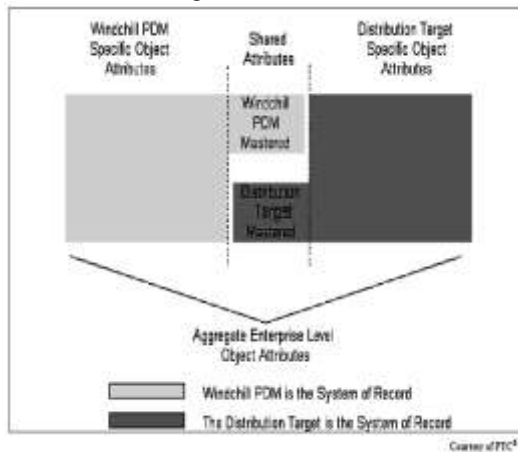 Windchill PDM
Specific Object
Attributes
Shared
Attributes
Distribution Target
Specific Object
Attributes
Windchill
PDM
Mastered
Distribution
Target
Mastered
Aggregate Enterprise Level
Object Attributes
Windchill PDM is the System of Record
The Distribution Target is the System of Record
Courtesy of PTC